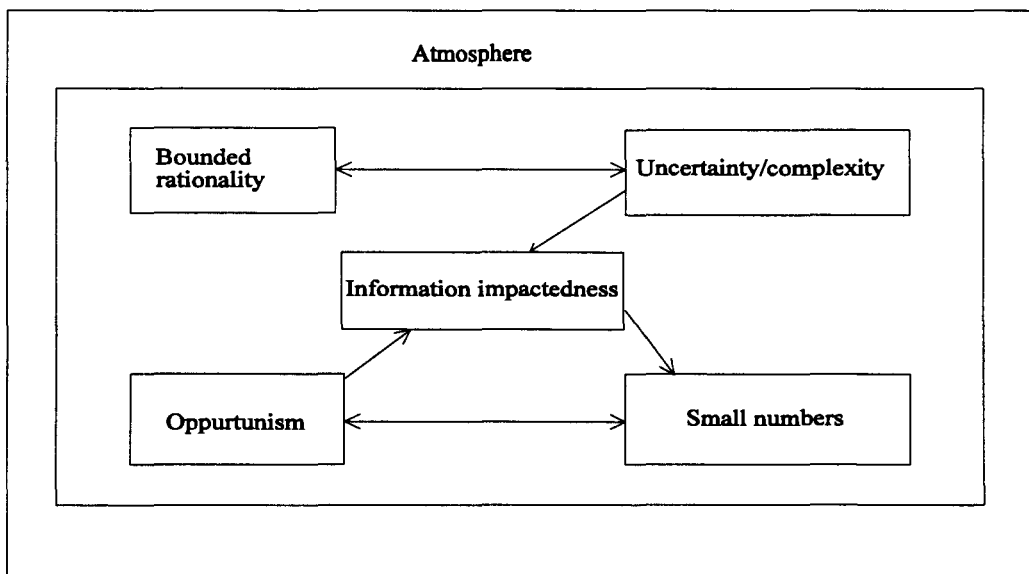 Atmosphere
Bounded
rationality
Uncertainty/complexity
Information impactedness
Oppurtunism
Small numbers